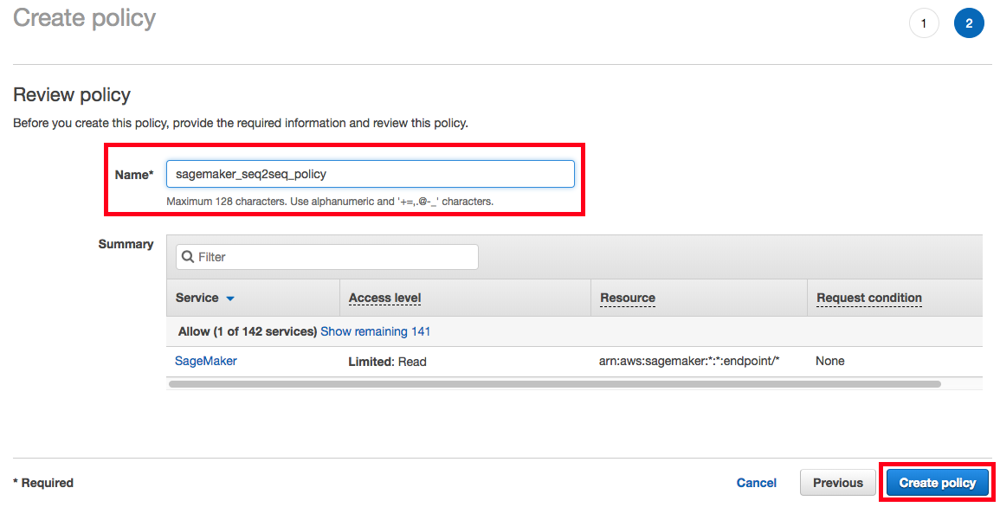 Create policy
1
2
Review policy
Before you create this policy, provide the required information and review this policy.
Name* sagemaker_seq2seq_policy
Maximum 128 characters. Use alphanumeric and '+=,.@-_' characters.
Summary
Filter
Service Access level Resource Request condition
Allow (1 of 142 services) Show remaining 141
SageMaker Limited: Read arn:aws:sagemaker:*:*:endpoint/* None
* Required Cancel Previous Create policy